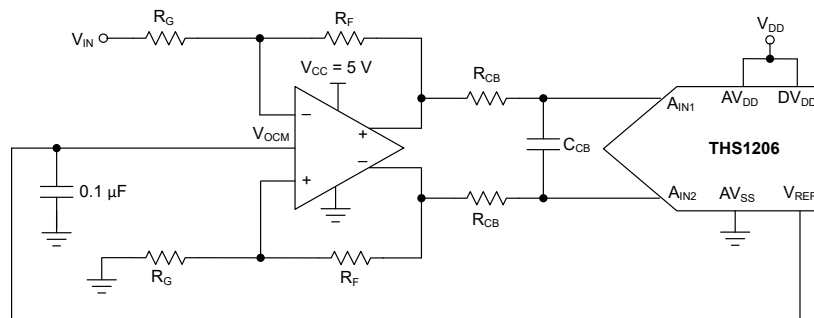 R_G
R_F
V_DD
V_IN
V_CC = 5 V
R_CB
A_IN1
AV_DD
DV_DD
−
V_OCM
+
−
C_CB
THS1206
+
0.1 µF
A_IN2
AV_SS
V_REF
R_CB
R_G
R_F